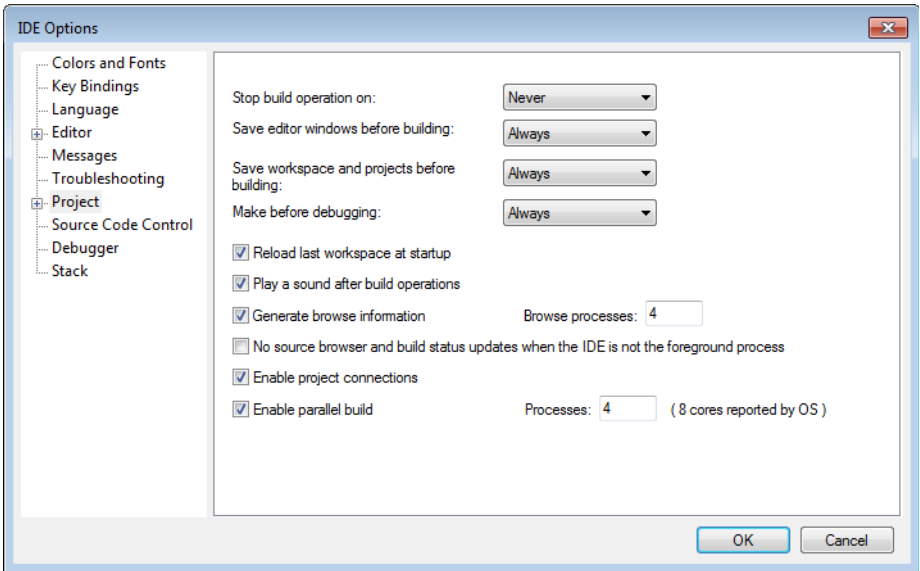 IDE Options
Colors and Fonts
Key Bindings
Language
Editor
Messages
Troubleshooting
Project
Source Code Control
Debugger
Stack
Stop build operation on: Never
Save editor windows before building: Always
Save workspace and projects before
building: Always
Make before debugging: Always
Reload last workspace at startup
Play a sound after build operations
Generate browse information Browse processes: 4
No source browser and build status updates when the IDE is not the foreground process
Enable project connections
Enable parallel build Processes: 4 ( 8 cores reported by OS )
OK Cancel